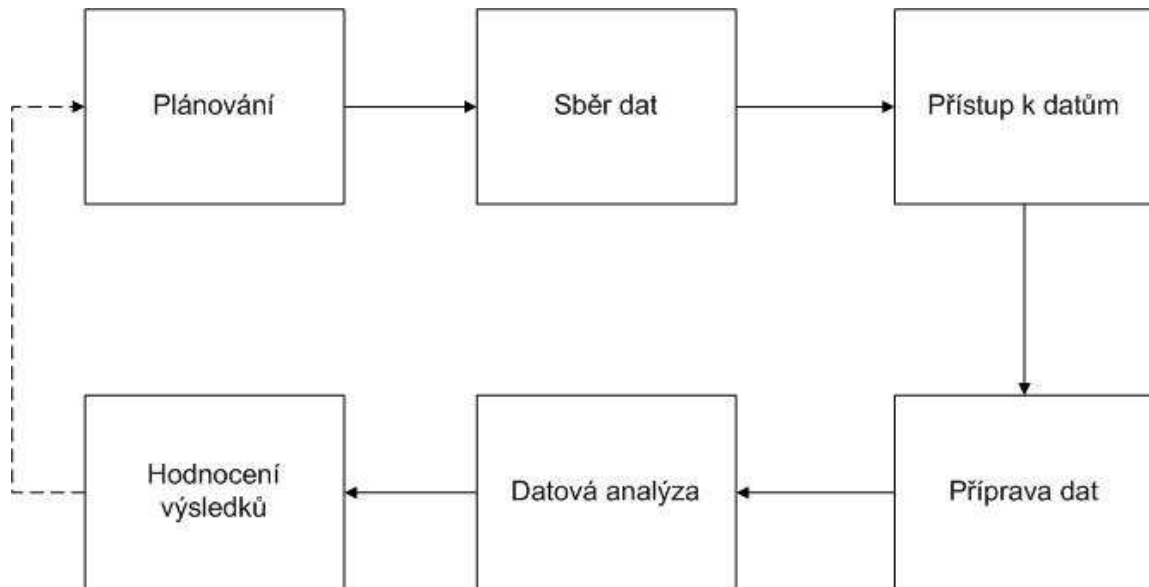 Plánování
Sběr dat
Přístup k datům
Hodnocení
výsledků
Datová analýza
Příprava dat